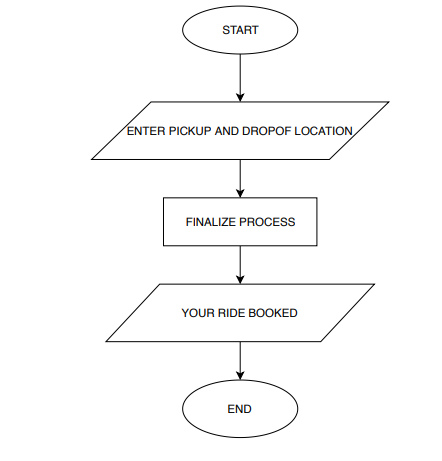 START
ENTER PICKUP AND DROPOF LOCATION
FINALIZE PROCESS
YOUR RIDE BOOKED
END